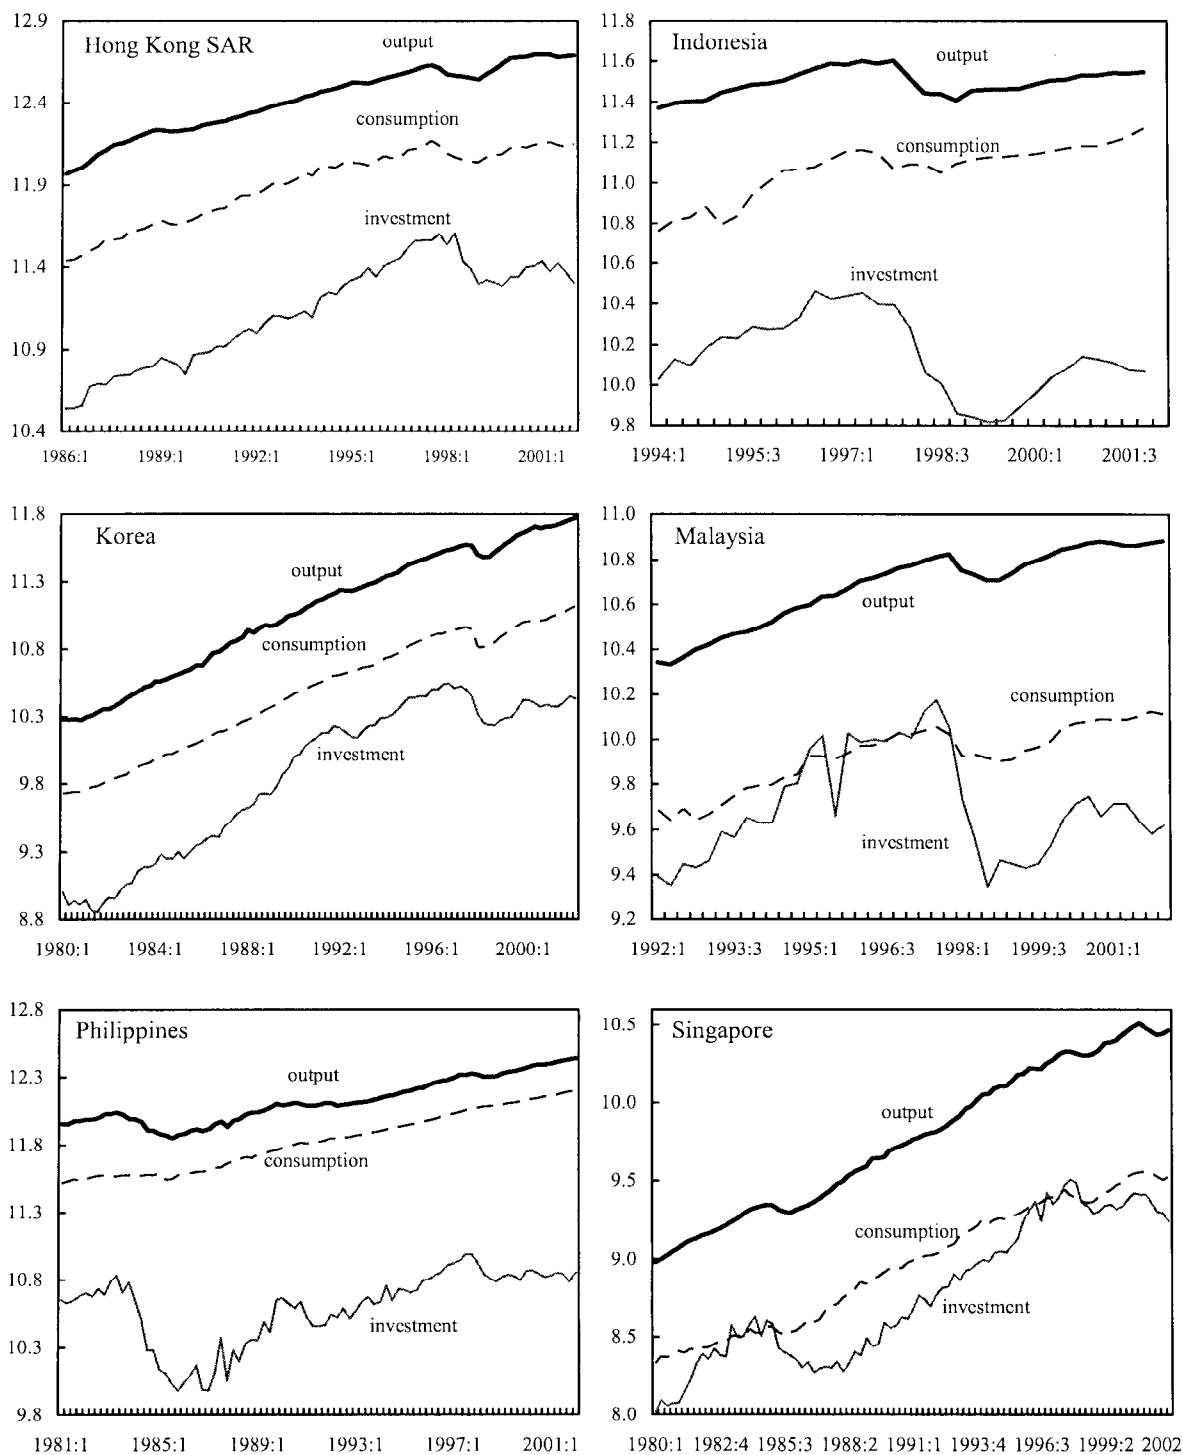 Hong Kong SAR
12.9
12.4
11.9
11.4
10.9
10.4
output
consumption
investment
1986:1 1989:1 1992:1 1995:1 1998:1 2001:1
Indonesia
11.8
11.6
11.4
11.2
11.0
10.8
10.6
10.4
10.2
10.0
9.8
output
consumption
investment
1994:1 1995:3 1997:1 1998:3 2000:1 2001:3
Korea
11.8
11.3
10.8
10.3
9.8
9.3
8.8
output
consumption
investment
1980:1 1984:1 1988:1 1992:1 1996:1 2000:1
Malaysia
11.0
10.8
10.6
10.4
10.2
10.0
9.8
9.6
9.4
9.2
output
consumption
investment
1992:1 1993:3 1995:1 1996:3 1998:1 1999:3 2001:1
Philippines
12.8
12.3
11.8
11.3
10.8
10.3
9.8
output
consumption
investment
1981:1 1985:1 1989:1 1993:1 1997:1 2001:1
Singapore
10.5
10.0
9.5
9.0
8.5
8.0
output
consumption
investment
1980:1 1982:4 1985:3 1988:2 1991:1 1993:4 1996:3 1999:2 2002